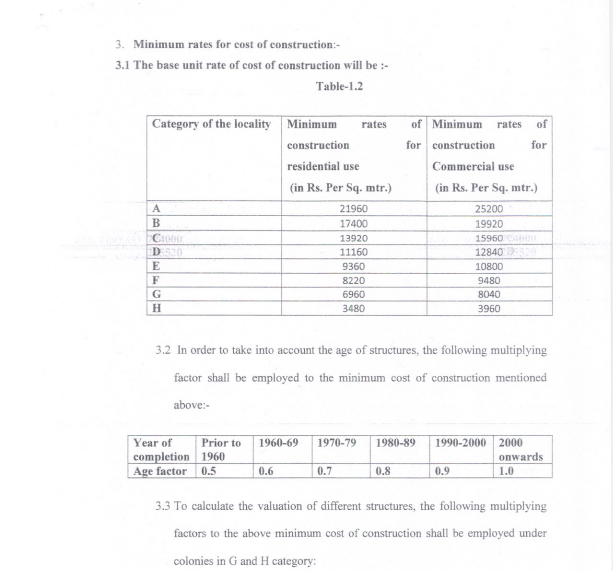 3. Minimum rates for cost of construction:-
3.1 The base unit rate of cost of construction will be :-
Table-1.2
Category of the locality Minimum rates of Minimum rates of
construction for construction for
residential use Commercial use
(in Rs. Per Sq. mtr.) (in Rs. Per Sq. mtr.)
A 21960 25200
B 17400 19920
C 13920 15960
D 11160 12840
E 9360 10800
F 8220 9480
G 6960 8040
H 3480 3960
3.2 In order to take into account the age of structures, the following multiplying
factor shall be employed to the minimum cost of construction mentioned
above:-
Year of Prior to 1960-69 1970-79 1980-89 1990-2000 2000
completion 1960 onwards
Age factor 0.5 0.6 0.7 0.8 0.9 1.0
3.3 To calculate the valuation of different structures, the following multiplying
factors to the above minimum cost of construction shall be employed under
colonies in G and H category: